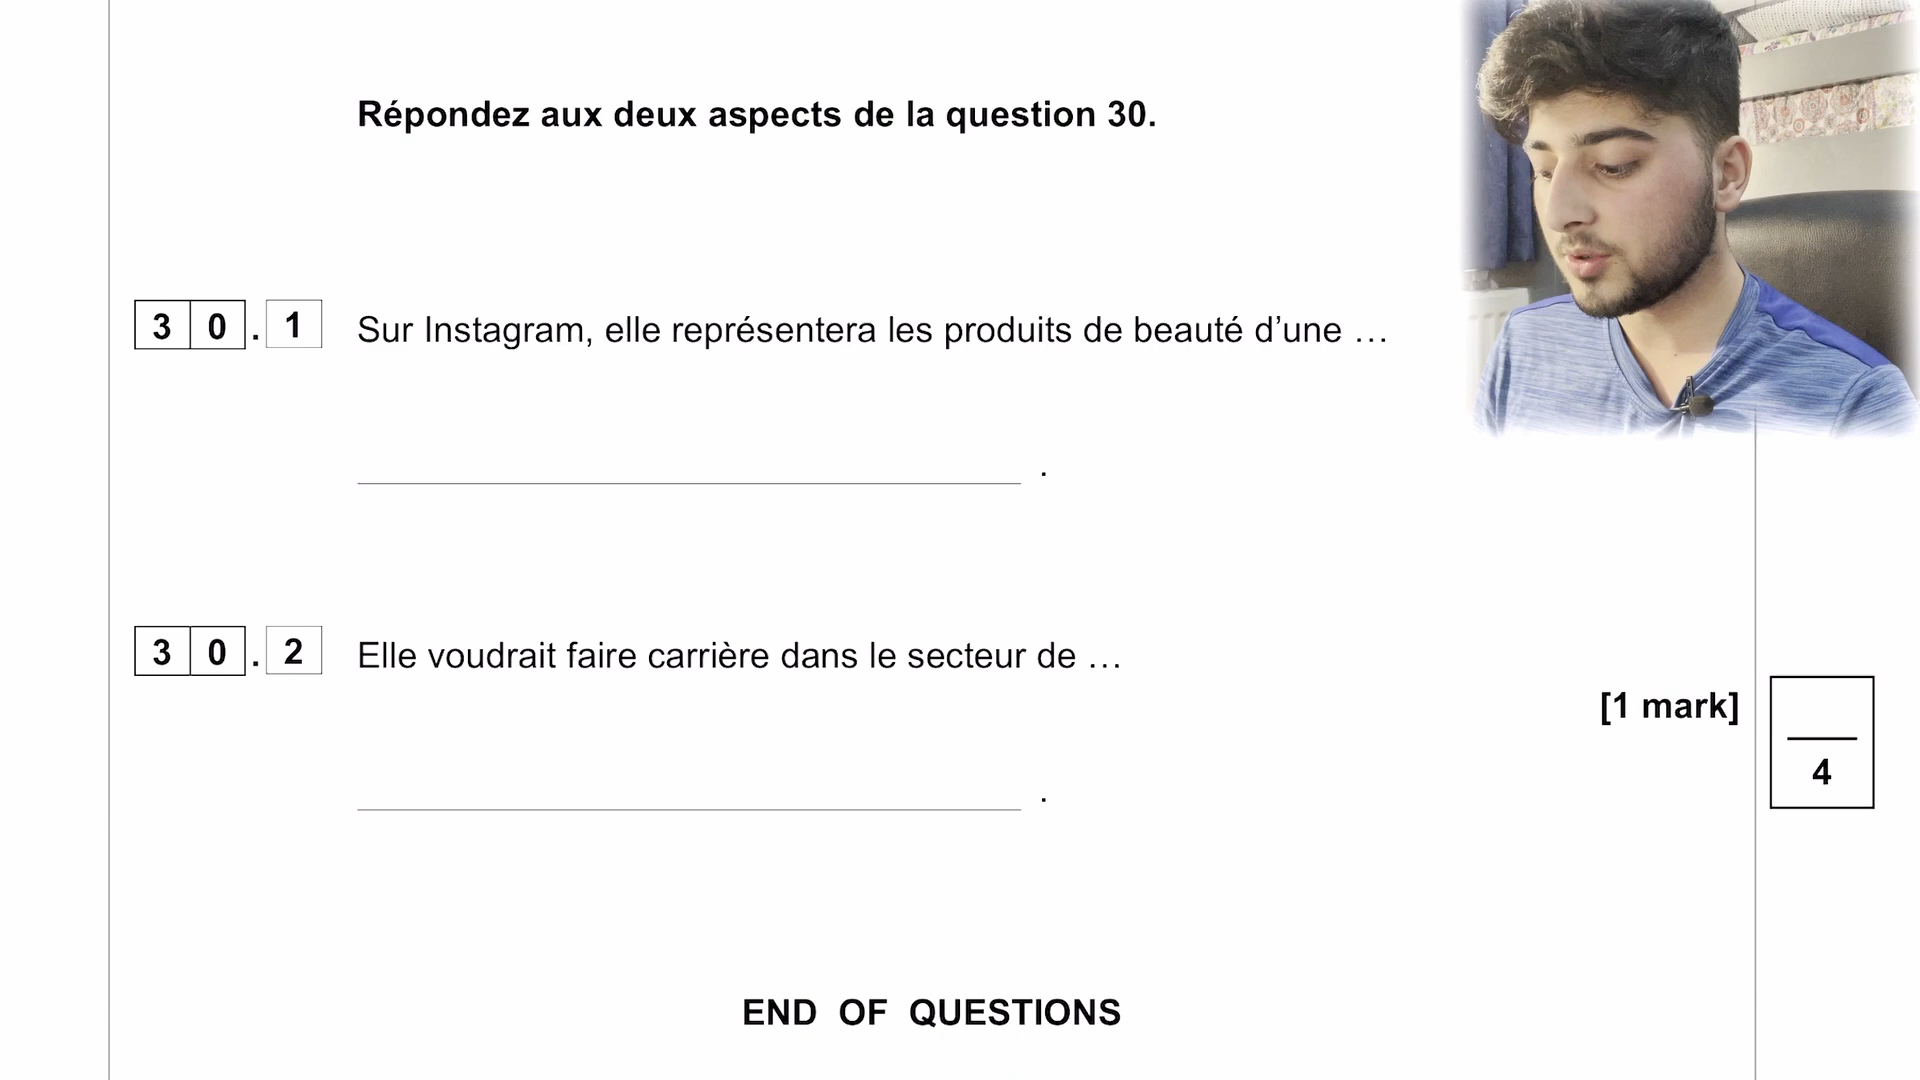 Répondez aux deux aspects de la question 30.
3 0 . 1 Sur Instagram, elle représentera les produits de beauté d’une …
.
3 0 . 2 Elle voudrait faire carrière dans le secteur de …
[1 mark]
.
4
END OF QUESTIONS